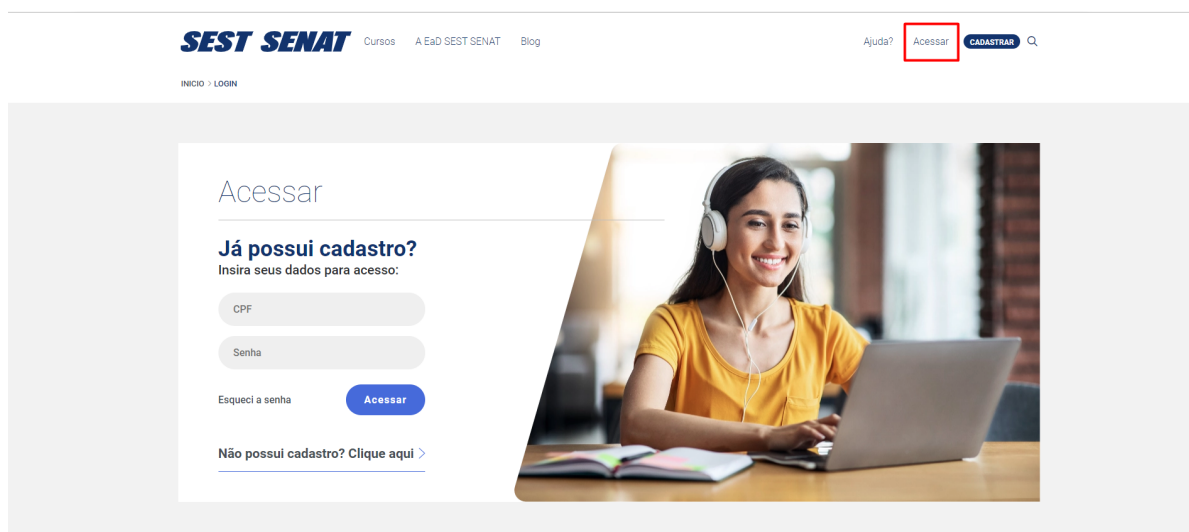 SEST SENAT Cursos A EaD SEST SENAT Blog Ajuda? Acessar CADASTRAR
INICIO > LOGIN
Acessar
Já possui cadastro?
Insira seus dados para acesso:
CPF
Senha
Esqueci a senha Acessar
Não possui cadastro? Clique aqui >